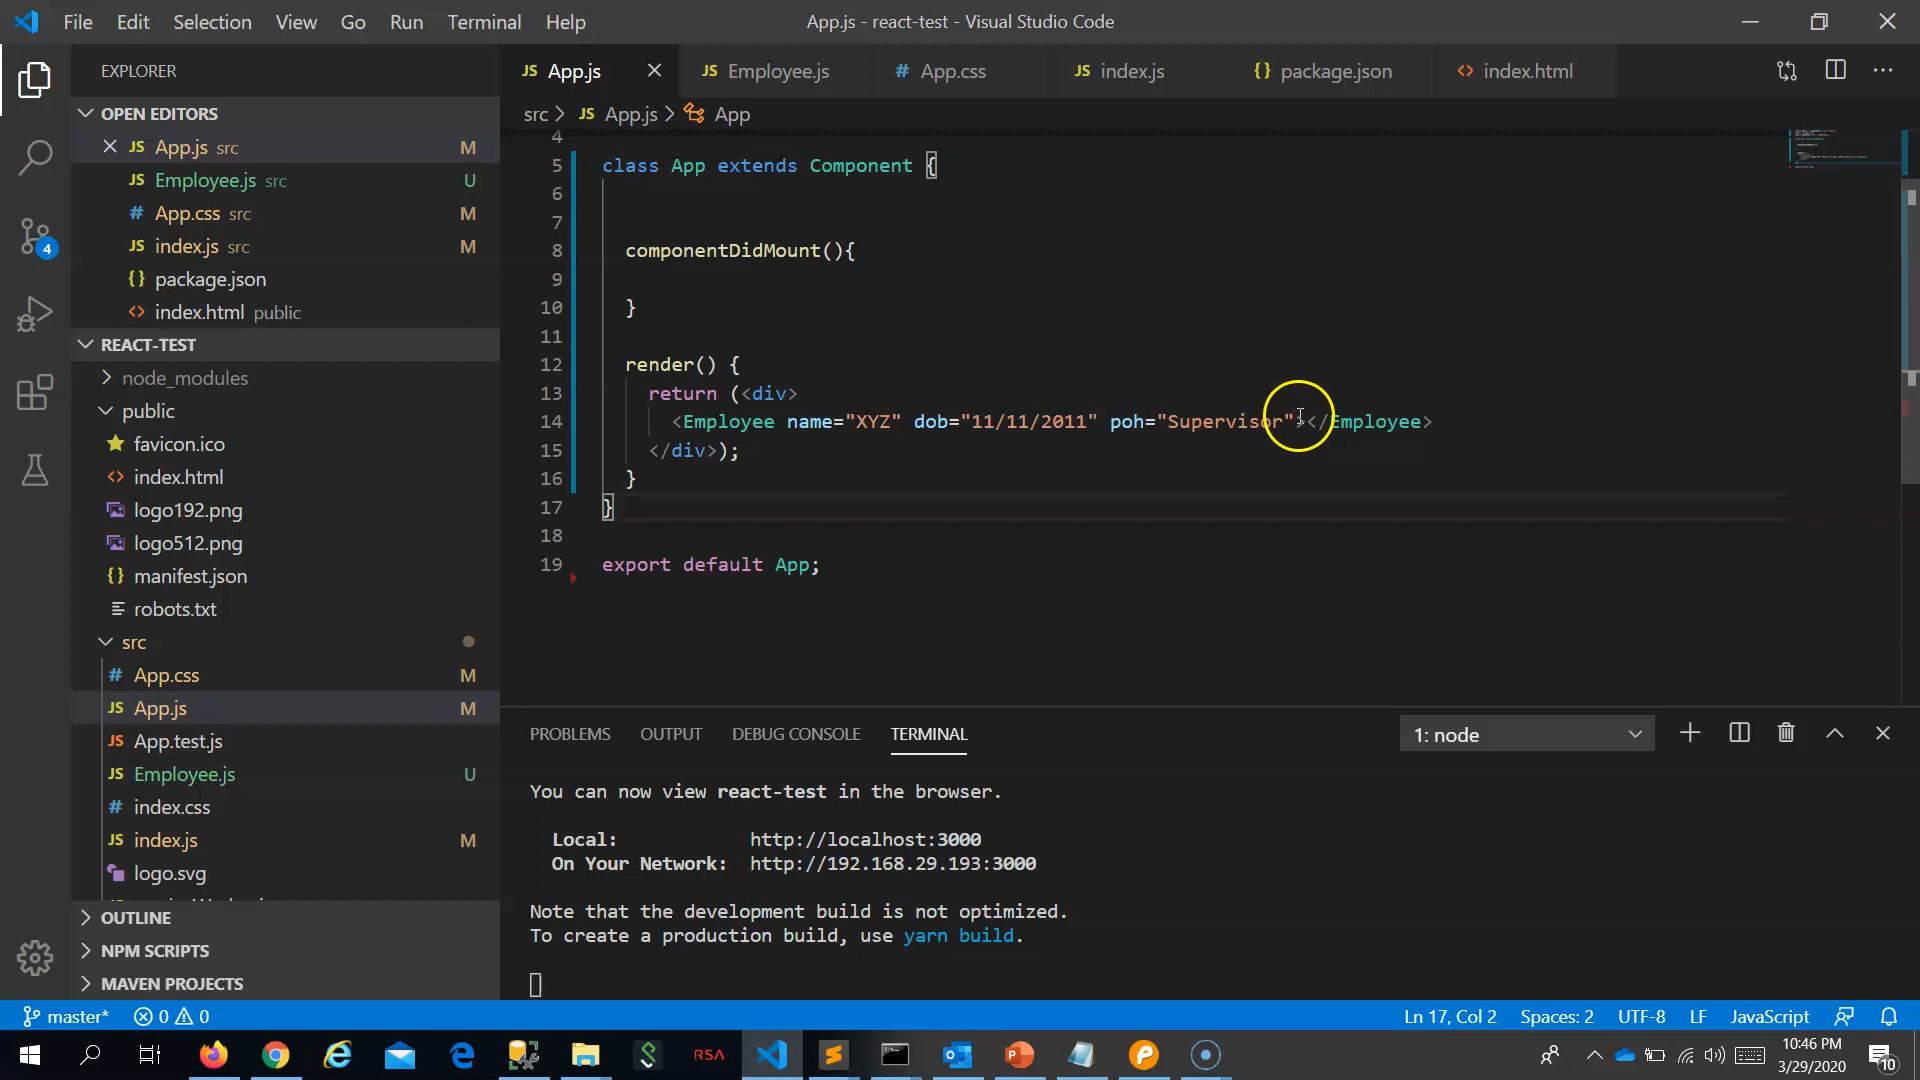 File Edit Selection View Go Run Terminal Help App.js - react-test - Visual Studio Code
EXPLORER
OPEN EDITORS
JS App.js src M
JS Employee.js src U
# App.css src M
JS index.js src M
{} package.json
<> index.html public
REACT-TEST
node_modules
public
favicon.ico
<> index.html
logo192.png
logo512.png
{} manifest.json
robots.txt
src
# App.css M
JS App.js M
JS App.test.js
JS Employee.js U
# index.css
JS index.js M
logo.svg
OUTLINE
NPM SCRIPTS
MAVEN PROJECTS
4
JS App.js JS Employee.js # App.css JS index.js {} package.json <> index.html
src > JS App.js > App
4
5 class App extends Component {
6
7
8 componentDidMount(){
9
10 }
11
12 render() {
13 return (<div>
14 <Employee name="XYZ" dob="11/11/2011" poh="Supervisor"></Employee>
15 </div>);
16 }
17 }
18
19 export default App;
PROBLEMS OUTPUT DEBUG CONSOLE TERMINAL 1: node
You can now view react-test in the browser.
Local: http://localhost:3000
On Your Network: http://192.168.29.193:3000
Note that the development build is not optimized.
To create a production build, use yarn build.
master* 0 0 Ln 17, Col 2 Spaces: 2 UTF-8 LF JavaScript
RSA
10:46 PM
3/29/2020
10